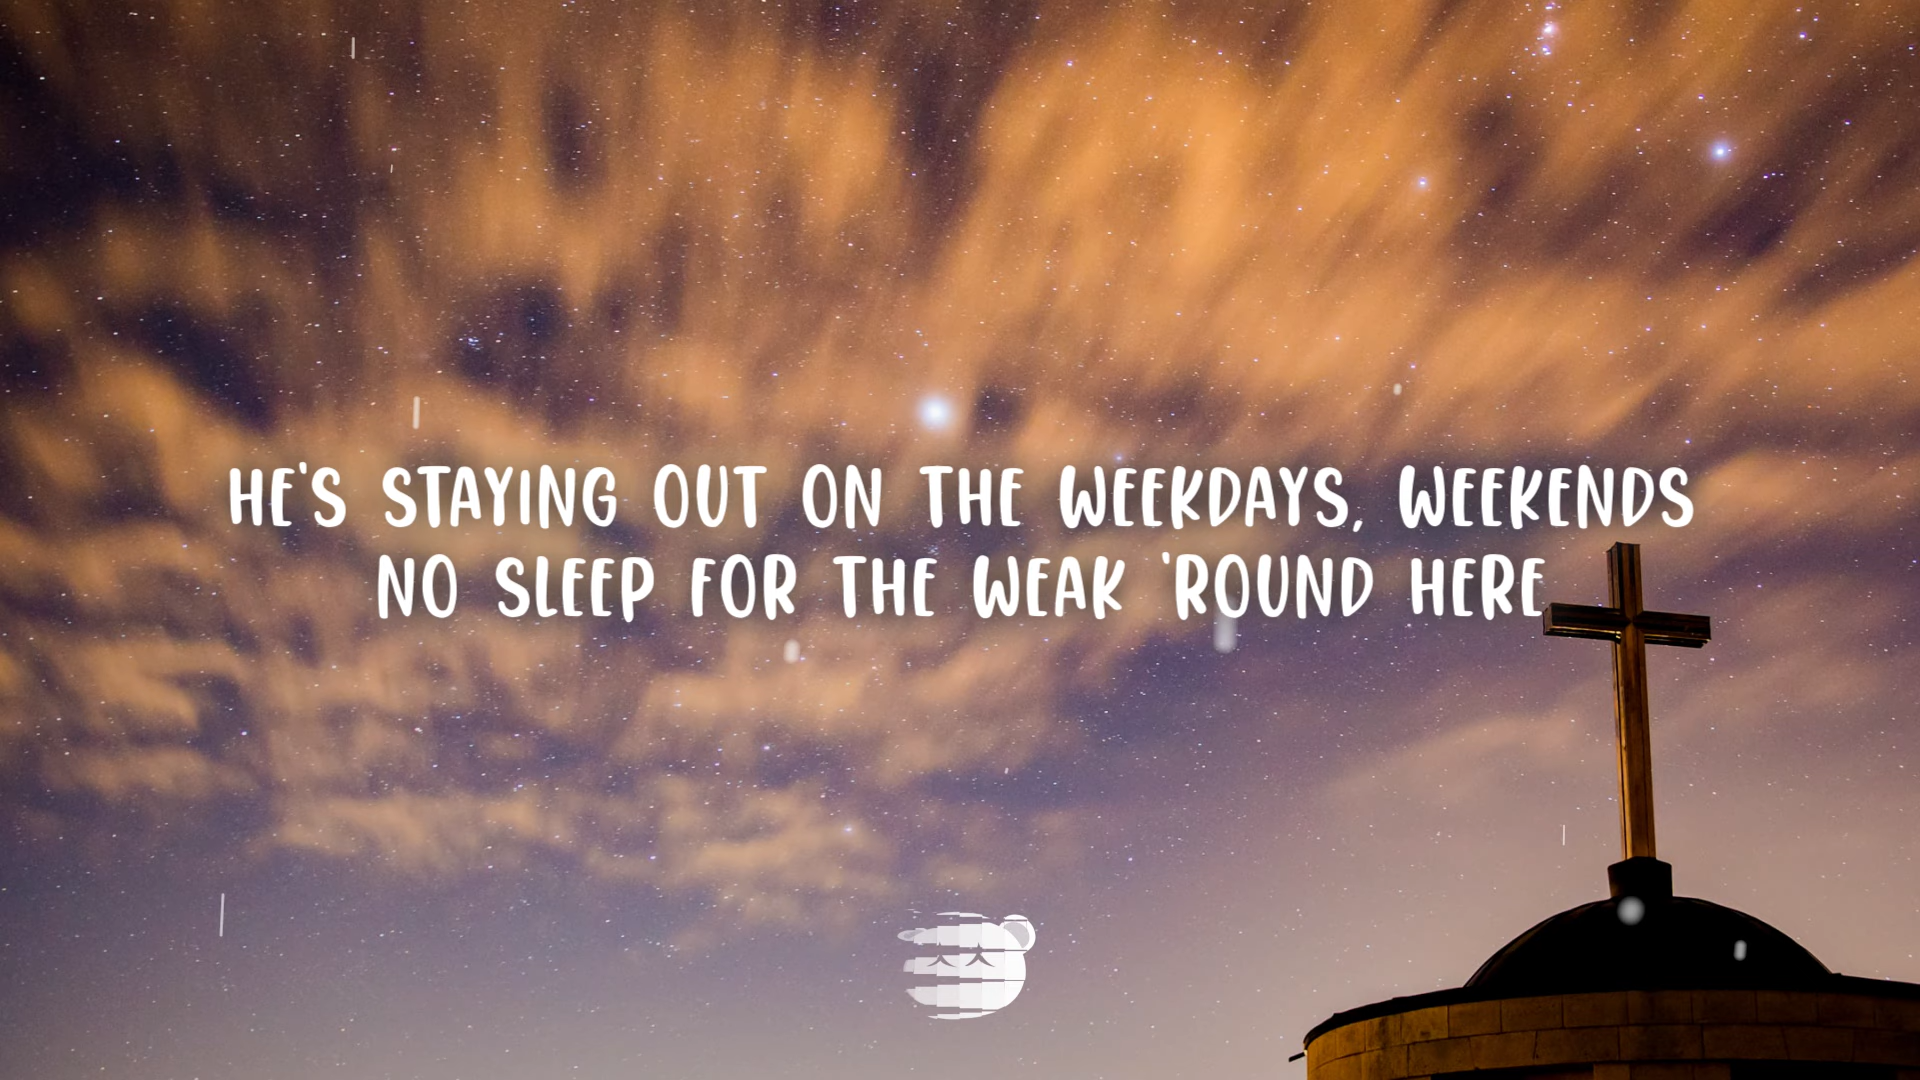 HE'S STAYING OUT ON THE WEEKDAYS, WEEKENDS
NO SLEEP FOR THE WEAK 'ROUND HERE